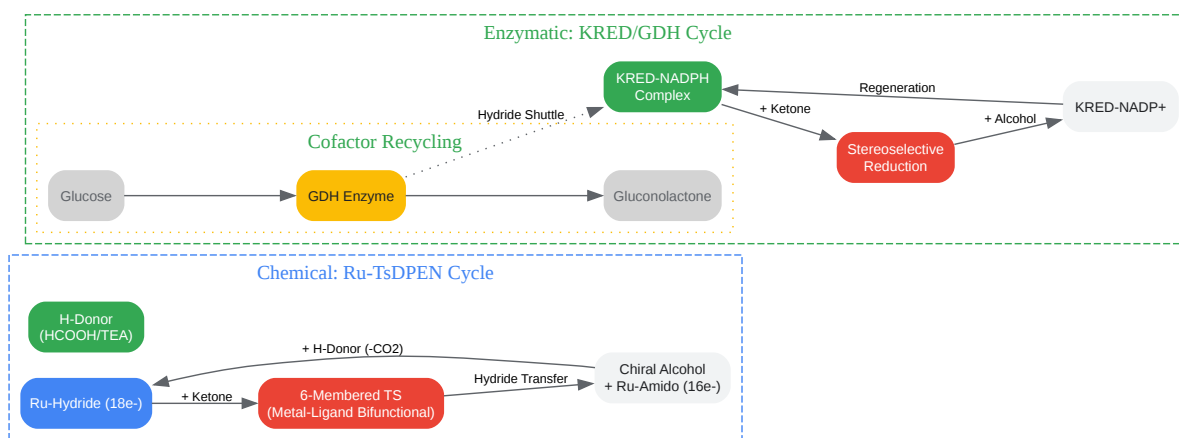 Enzymatic: KRED/GDH Cycle
KRED-NADPH
Complex
Regeneration
KRED-NADP+
+ Ketone
Hydride Shuttle
+ Alcohol
Cofactor Recycling
Stereoselective
Reduction
Glucose
GDH Enzyme
Gluconolactone
Chemical: Ru-TsDPEN Cycle
H-Donor
(HCOOH/TEA)
+ H-Donor (-CO2)
Chiral Alcohol
+ Ru-Amido (16e-)
Hydride Transfer
Ru-Hydride (18e-)
+ Ketone
6-Membered TS
(Metal-Ligand Bifunctional)